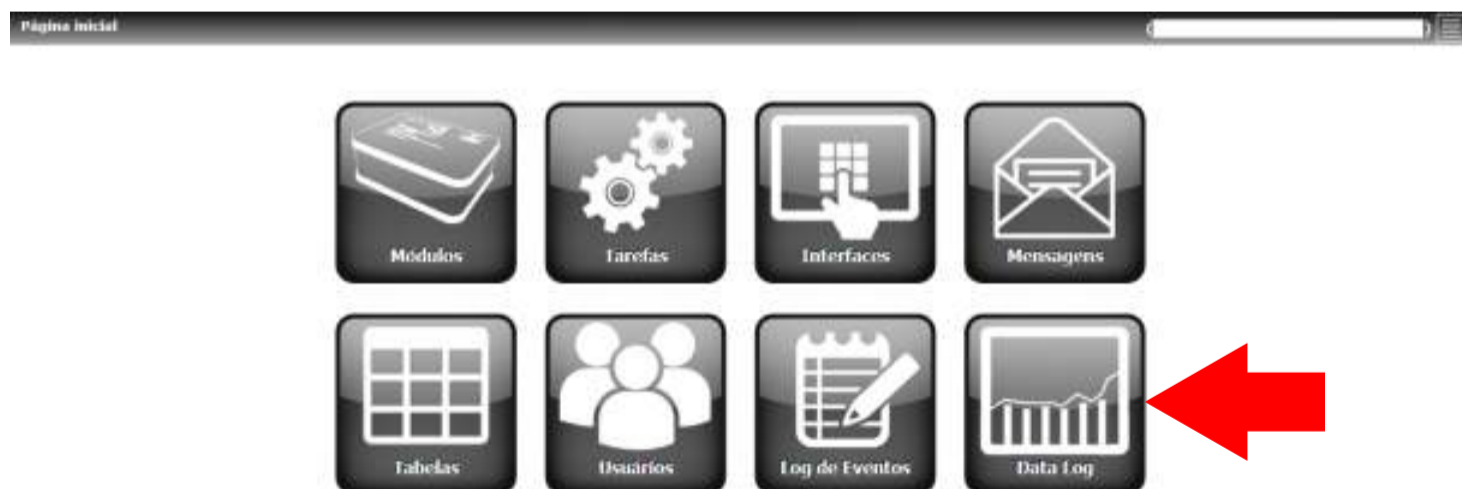 Página inicial
Módulos
Tarefas
Interfaces
Mensagens
Tabelas
Usuários
Log de Eventos
Data Log